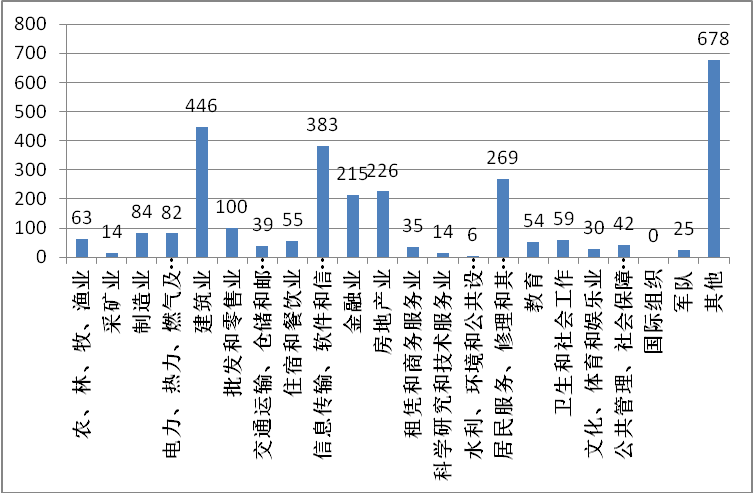 800
700
600
500
400
300
200
100
0
63
14
84
82
446
100
39
55
383
215
226
35
14
6
269
54
59
30
42
0
25
678
农、林、牧、渔业
采矿业
制造业
电力、热力、燃气及…
建筑业
批发和零售业
交通运输、仓储和邮…
住宿和餐饮业
信息传输、软件和信…
金融业
房地产业
租凭和商务服务业
科学研究和技术服务业
水利、环境和公共设…
居民服务、修理和其…
教育
卫生和社会工作
文化、体育和娱乐业
公共管理、社会保障…
国际组织
军队
其他